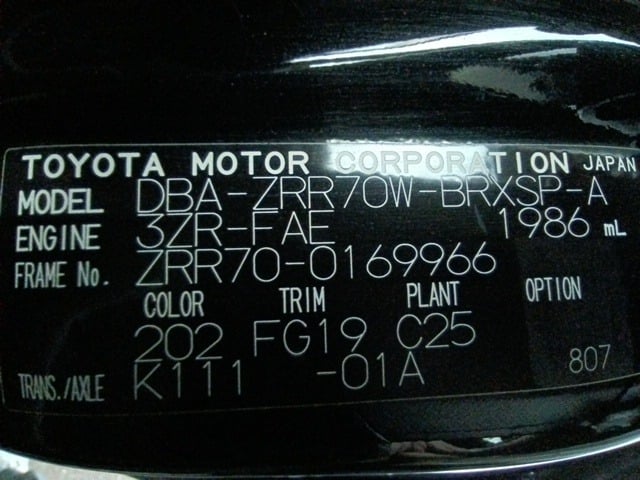 TOYOTA MOTOR CORPORATION JAPAN
MODEL DBA-ZRR70W-BRXSP-A
ENGINE 3ZR-FAE 1986 mL
FRAME No. ZRR70-0169966
COLOR TRIM PLANT OPTION
202 FG19 C25
TRANS./AXLE K111 -01A 807